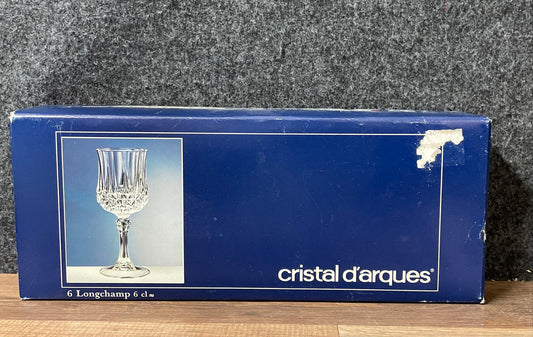 cristal d'arques®
6 Longchamp 6 cl